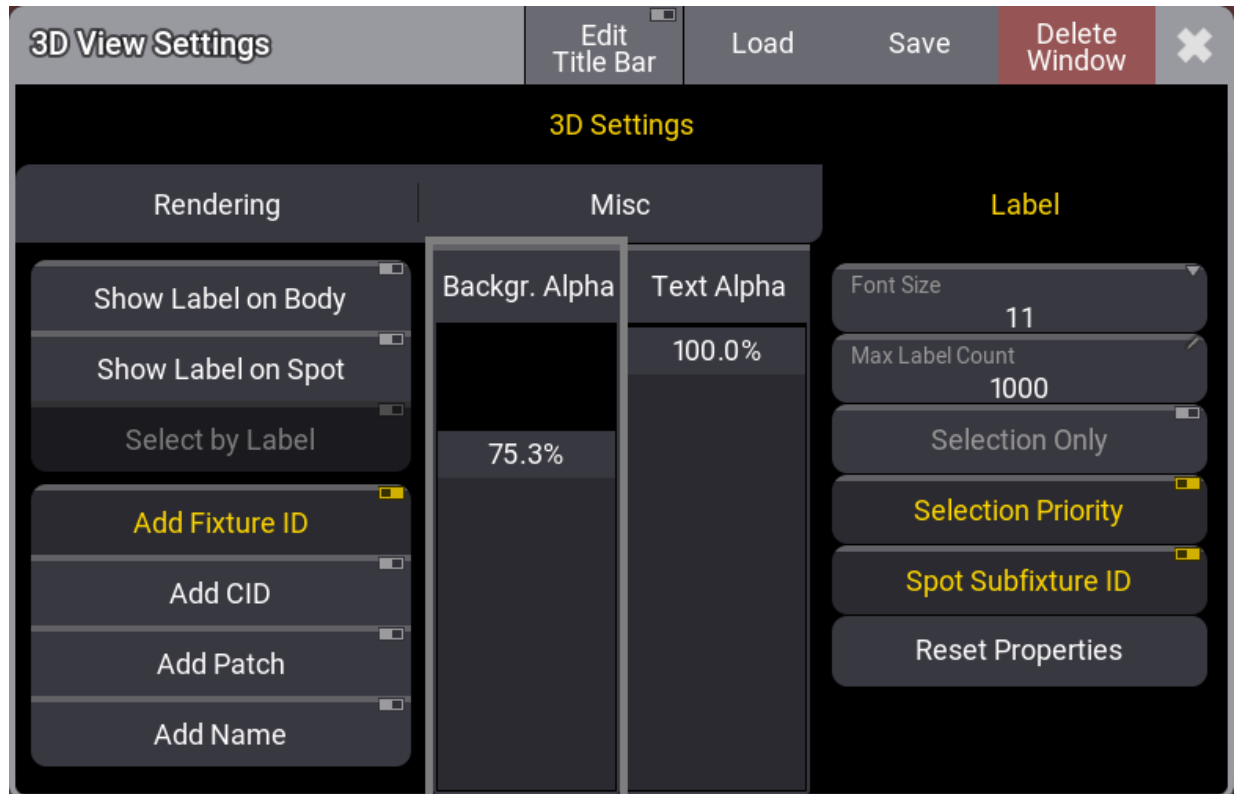 3D View Settings
Edit
Title Bar
Load
Save
Delete
Window
3D Settings
Rendering
Misc
Label
Show Label on Body
Show Label on Spot
Select by Label
Add Fixture ID
Add CID
Add Patch
Add Name
Backgr. Alpha
75.3%
Text Alpha
100.0%
Font Size
11
Max Label Count
1000
Selection Only
Selection Priority
Spot Subfixture ID
Reset Properties